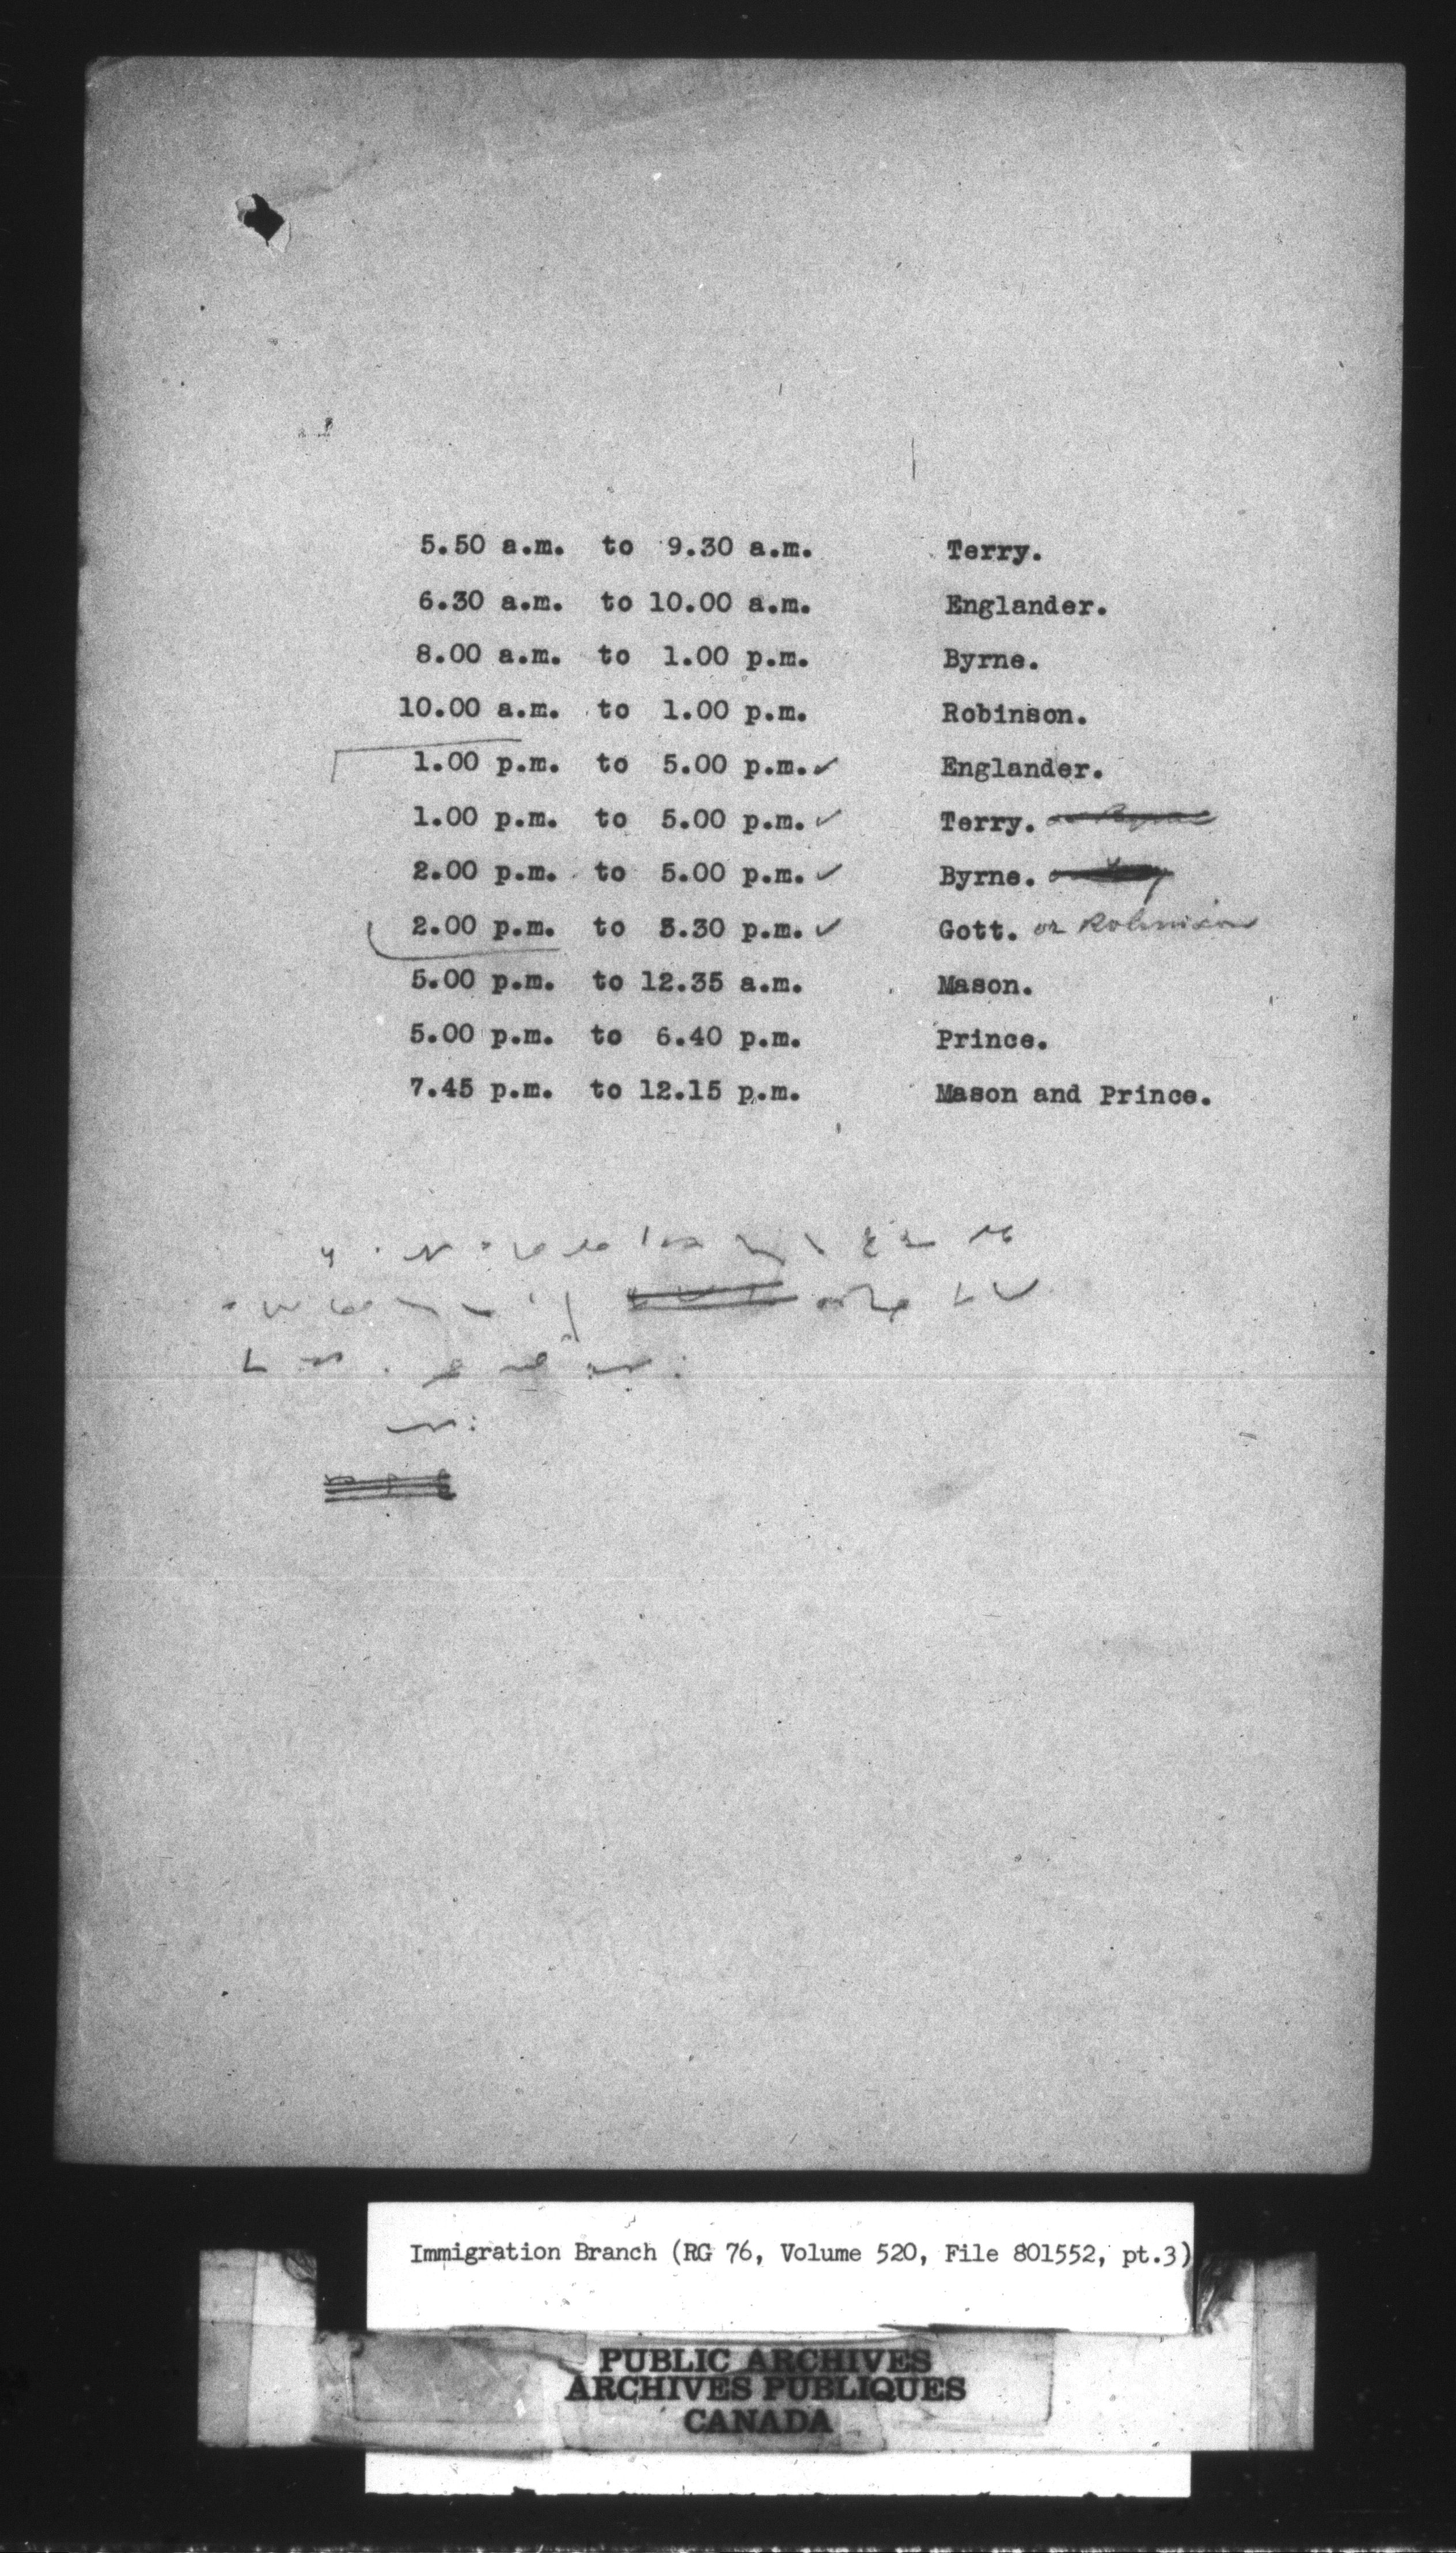 5.50 a.m. to 9.30 a.m. Terry.
6.30 a.m. to 10.00 a.m. Englander.
8.00 a.m. to 1.00 p.m. Byrne.
10.00 a.m. to 1.00 p.m. Robinson.
1.00 p.m. to 5.00 p.m. ✓ Englander.
1.00 p.m. to 5.00 p.m. ✓ Terry. or Byrne
2.00 p.m. to 5.00 p.m. ✓ Byrne.
2.00 p.m. to 3.30 p.m. ✓ Gott. or Robinson
5.00 p.m. to 12.35 a.m. Mason.
5.00 p.m. to 6.40 p.m. Prince.
7.45 p.m. to 12.15 p.m. Mason and Prince.
Immigration Branch (RG 76, Volume 520, File 801552, pt.3)
PUBLIC ARCHIVES
ARCHIVES PUBLIQUES
CANADA